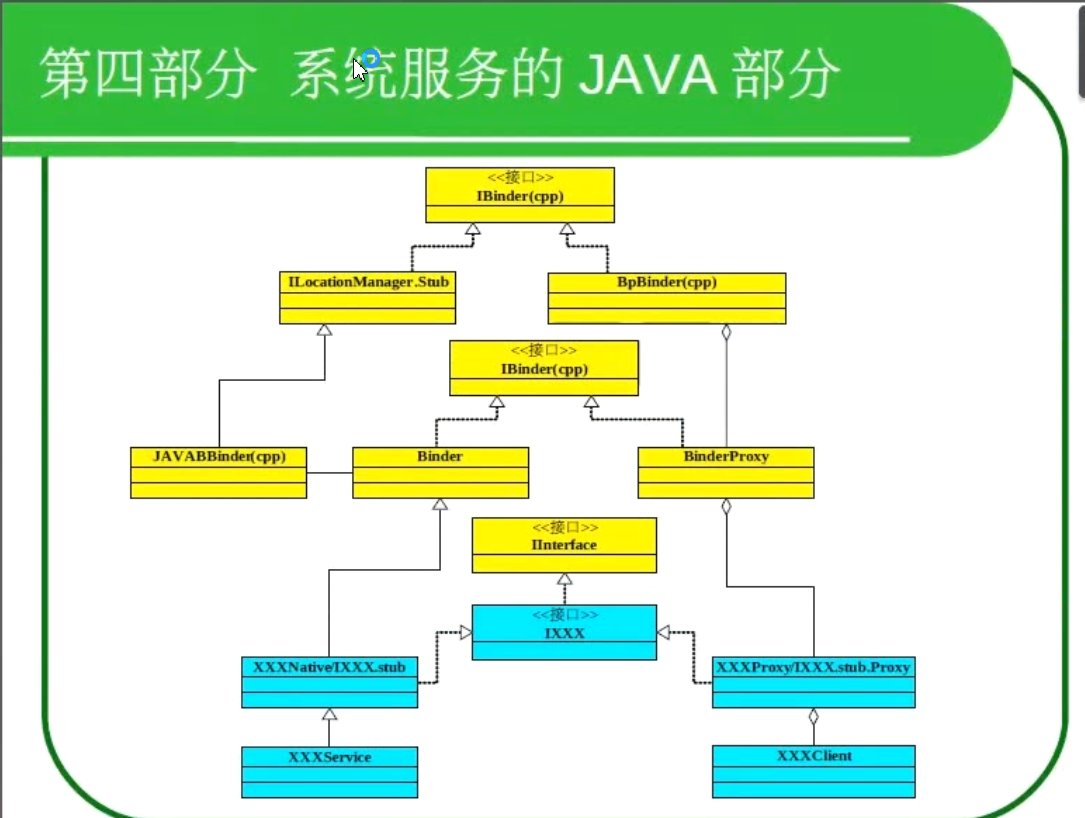 第四部分 系统服务的 JAVA 部分
<<接口>>
IBinder(cpp)
ILocationManager.Stub
BpBinder(cpp)
<<接口>>
IBinder(cpp)
JAVABBinder(cpp)
Binder
BinderProxy
<<接口>>
IInterface
<<接口>>
IXXX
XXXNative/IXXX.stub
XXXProxy/IXXX.stub.Proxy
XXXService
XXXClient